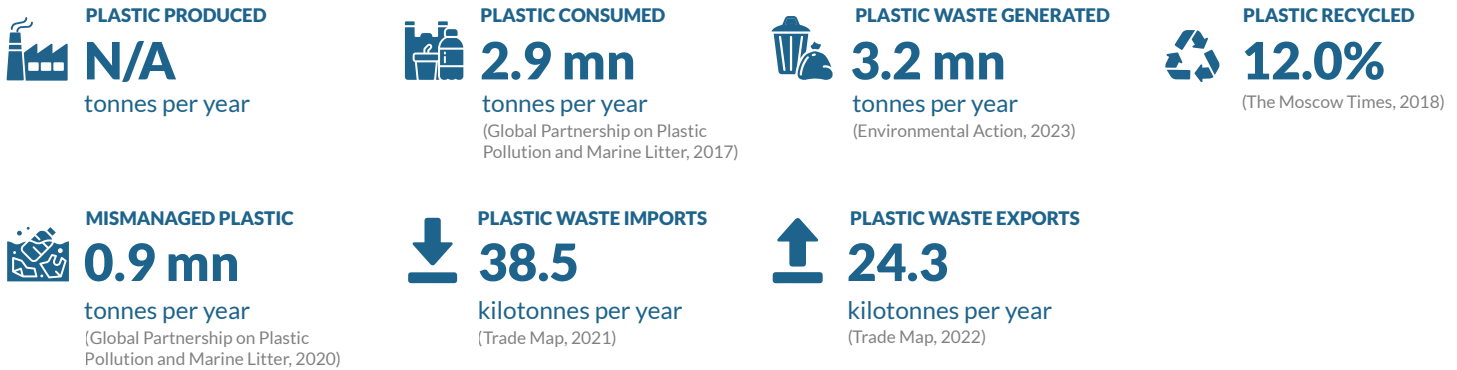 PLASTIC PRODUCED
N/A
tonnes per year
PLASTIC CONSUMED
2.9 mn
tonnes per year
(Global Partnership on Plastic
Pollution and Marine Litter, 2017)
PLASTIC WASTE GENERATED
3.2 mn
tonnes per year
(Environmental Action, 2023)
PLASTIC RECYCLED
12.0%
(The Moscow Times, 2018)
MISMANAGED PLASTIC
0.9 mn
tonnes per year
(Global Partnership on Plastic
Pollution and Marine Litter, 2020)
PLASTIC WASTE IMPORTS
38.5
kilotonnes per year
(Trade Map, 2021)
PLASTIC WASTE EXPORTS
24.3
kilotonnes per year
(Trade Map, 2022)